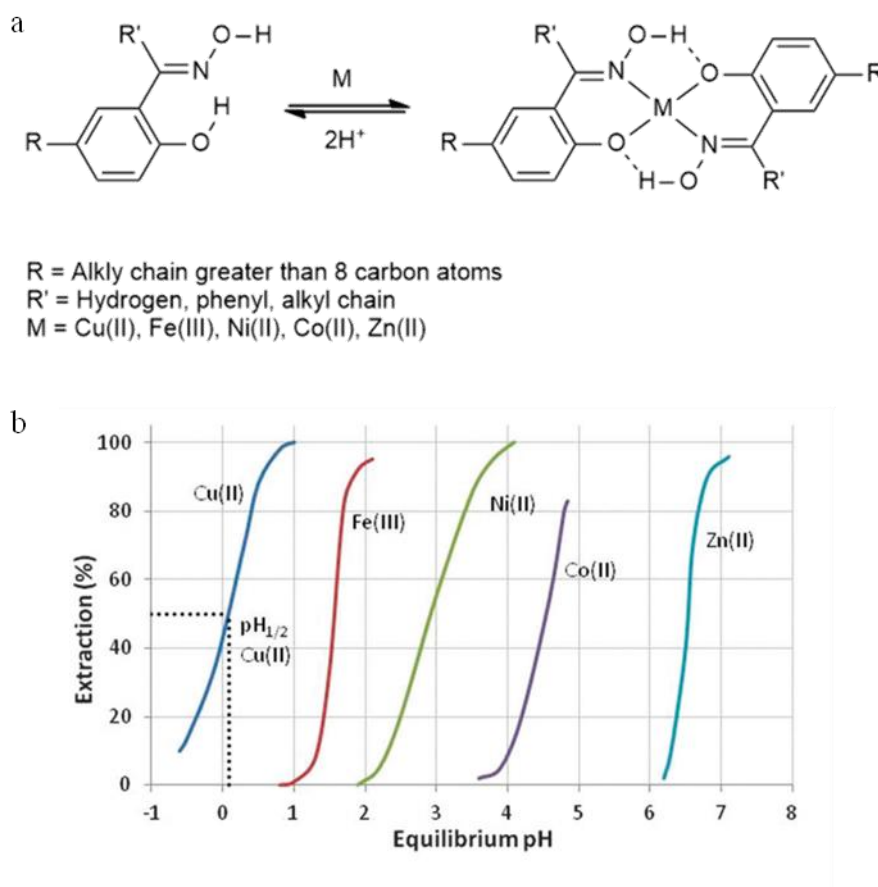 a
R'
O–H
N
H
O
R
M
2H⁺
R'
O–H
N
O
R
M
R
O
N
H–O
R'
R = Alkly chain greater than 8 carbon atoms
R' = Hydrogen, phenyl, alkyl chain
M = Cu(II), Fe(III), Ni(II), Co(II), Zn(II)
b
Extraction (%)
100
80
60
40
20
0
Cu(II)
Fe(III)
Ni(II)
Co(II)
Zn(II)
pH1/2
Cu(II)
-1 0 1 2 3 4 5 6 7 8
Equilibrium pH